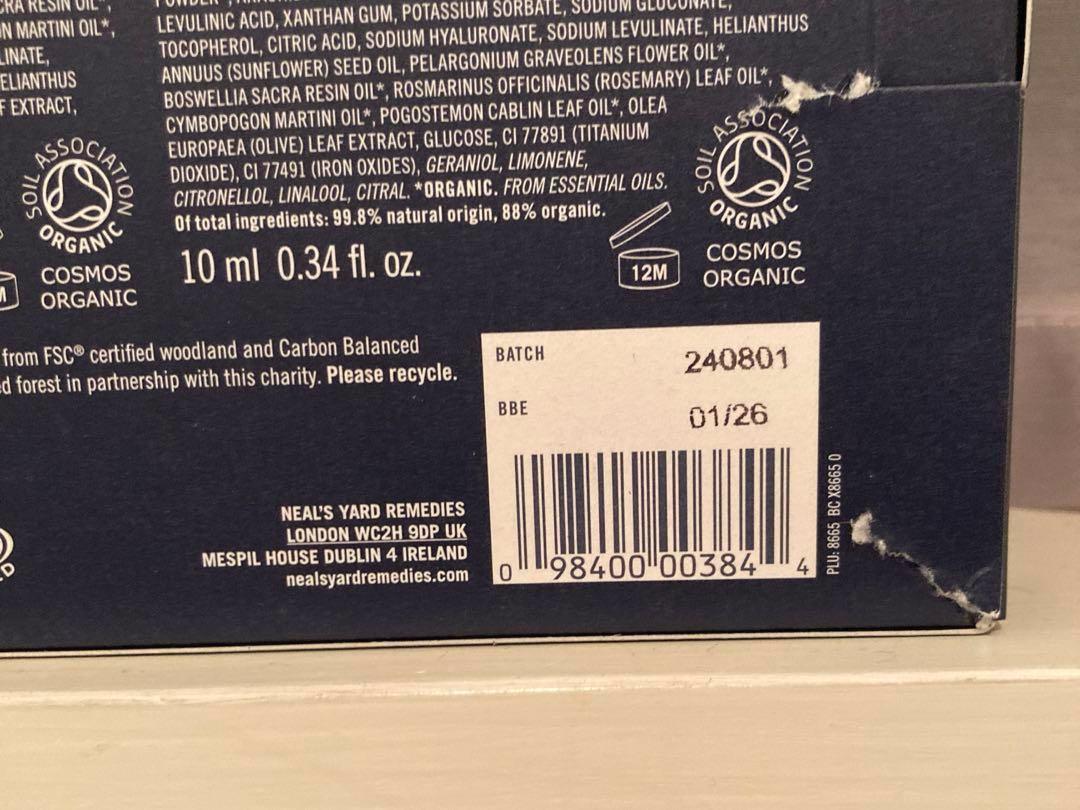 CRA RESIN OIL*,
N MARTINI OIL*,
LINATE,
ELIANTHUS
F EXTRACT,
LEVULINIC ACID, XANTHAN GUM, POTASSIUM SORBATE, SODIUM GLUCONATE,
TOCOPHEROL, CITRIC ACID, SODIUM HYALURONATE, SODIUM LEVULINATE, HELIANTHUS
ANNUUS (SUNFLOWER) SEED OIL, PELARGONIUM GRAVEOLENS FLOWER OIL*,
BOSWELLIA SACRA RESIN OIL*, ROSMARINUS OFFICINALIS (ROSEMARY) LEAF OIL*,
CYMBOPOGON MARTINI OIL*, POGOSTEMON CABLIN LEAF OIL*, OLEA
EUROPAEA (OLIVE) LEAF EXTRACT, GLUCOSE, CI 77891 (TITANIUM
DIOXIDE), CI 77491 (IRON OXIDES), GERANIOL, LIMONENE,
CITRONELLOL, LINALOOL, CITRAL. *ORGANIC. FROM ESSENTIAL OILS.
Of total ingredients: 99.8% natural origin, 88% organic.
10 ml 0.34 fl. oz.
12M
SOIL ASSOCIATION
ORGANIC
COSMOS
ORGANIC
SOIL ASSOCIATION
ORGANIC
COSMOS
ORGANIC
from FSC® certified woodland and Carbon Balanced
d forest in partnership with this charity. Please recycle.
BATCH 240801
BBE 01/26
0 98400 00384 4
PLU: 8665 BC X8665 0
NEAL'S YARD REMEDIES
LONDON WC2H 9DP UK
MESPIL HOUSE DUBLIN 4 IRELAND
nealsyardremedies.com